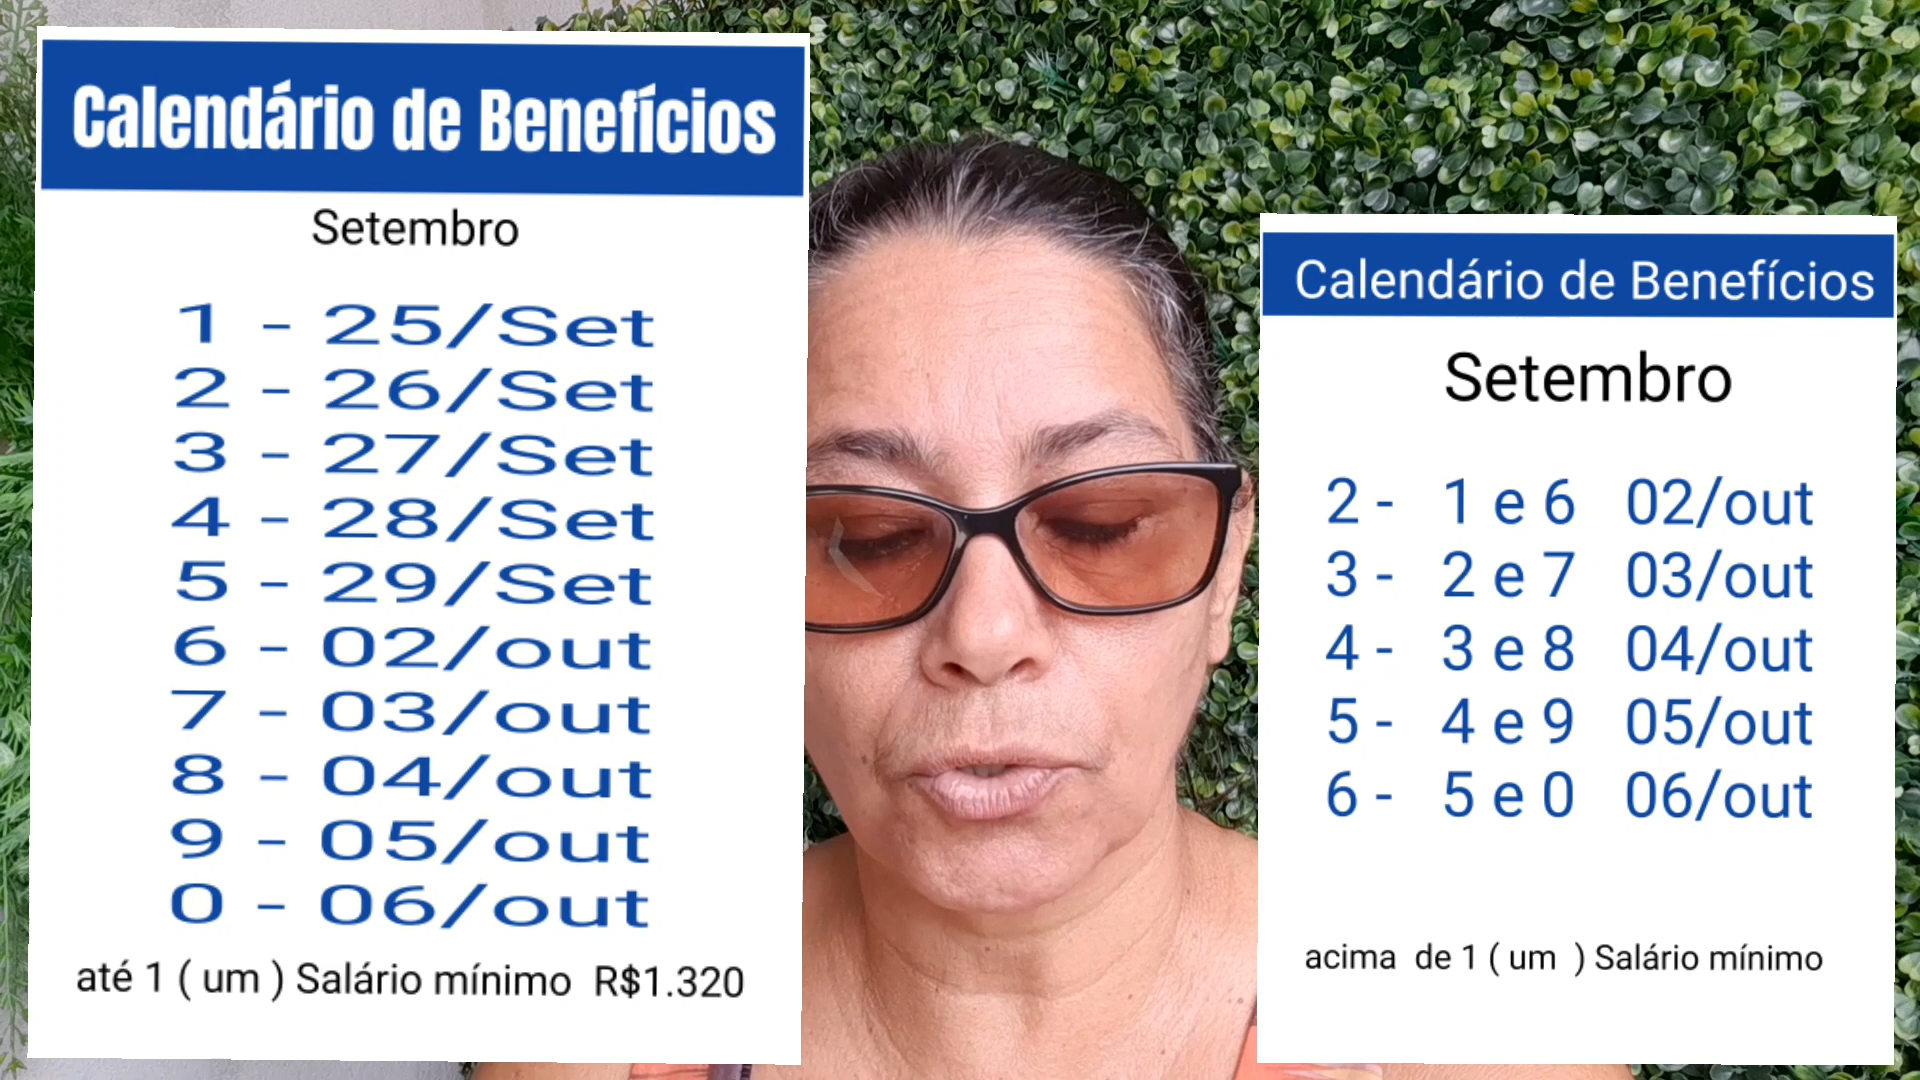 Calendário de Benefícios
Setembro
1 - 25/Set
2 - 26/Set
3 - 27/Set
4 - 28/Set
5 - 29/Set
6 - 02/out
7 - 03/out
8 - 04/out
9 - 05/out
0 - 06/out
até 1 ( um ) Salário mínimo R$1.320
Calendário de Benefícios
Setembro
2 - 1 e 6 02/out
3 - 2 e 7 03/out
4 - 3 e 8 04/out
5 - 4 e 9 05/out
6 - 5 e 0 06/out
acima de 1 ( um ) Salário mínimo